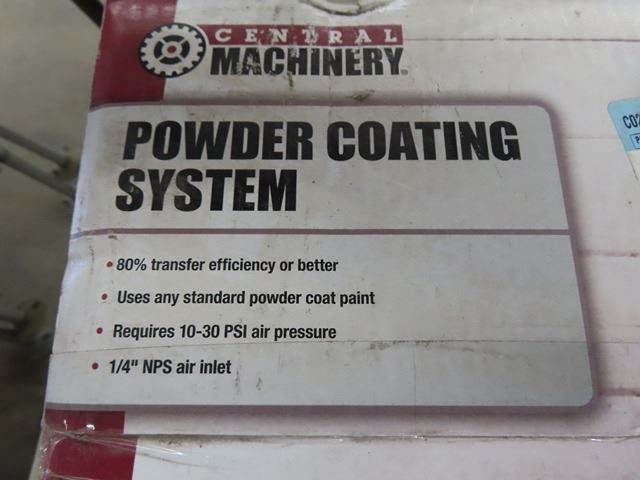 CENTRAL
MACHINERY®
POWDER COATING
SYSTEM
• 80% transfer efficiency or better
• Uses any standard powder coat paint
• Requires 10-30 PSI air pressure
• 1/4" NPS air inlet